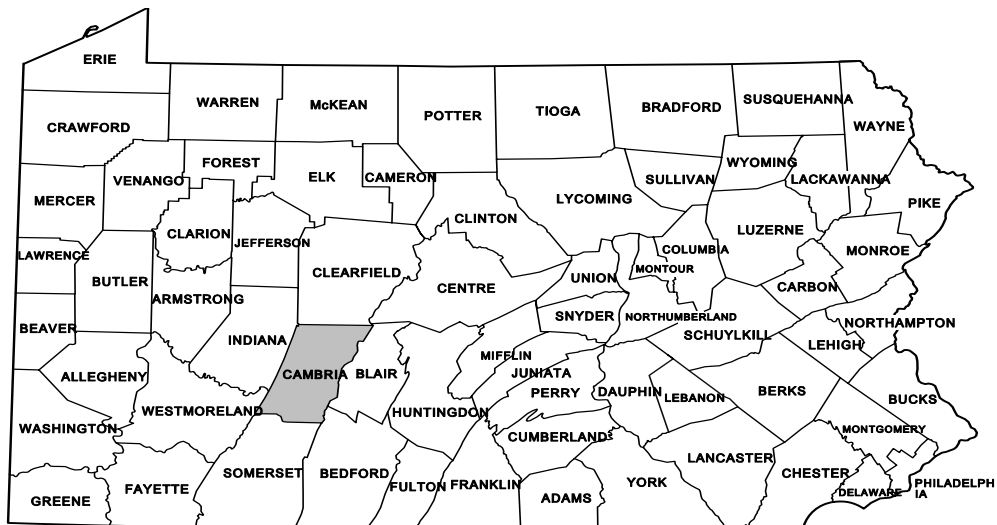 ERIE
WARREN
McKEAN
POTTER
TIOGA
BRADFORD
SUSQUEHANNA
WAYNE
CRAWFORD
FOREST
VENANGO
ELK
CAMERON
WYOMING
LACKAWANNA
SULLIVAN
MERCER
LYCOMING
PIKE
CLINTON
CLARION
JEFFERSON
LUZERNE
COLUMBIA
MONROE
LAWRENCE
BUTLER
CLEARFIELD
MONTOUR
UNION
CENTRE
CARBON
ARMSTRONG
SNYDER
NORTHUMBERLAND
NORTHAMPTON
BEAVER
INDIANA
SCHUYLKILL
LEHIGH
MIFFLIN
JUNIATA
ALLEGHENY
CAMBRIA
BLAIR
PERRY
DAUPHIN
LEBANON
BERKS
BUCKS
WESTMORELAND
HUNTINGDON
WASHINGTON
CUMBERLAND
MONTGOMERY
LANCASTER
SOMERSET
BEDFORD
FULTON
FRANKLIN
YORK
CHESTER
GREENE
FAYETTE
ADAMS
DELAWARE
PHILADELPH
IA